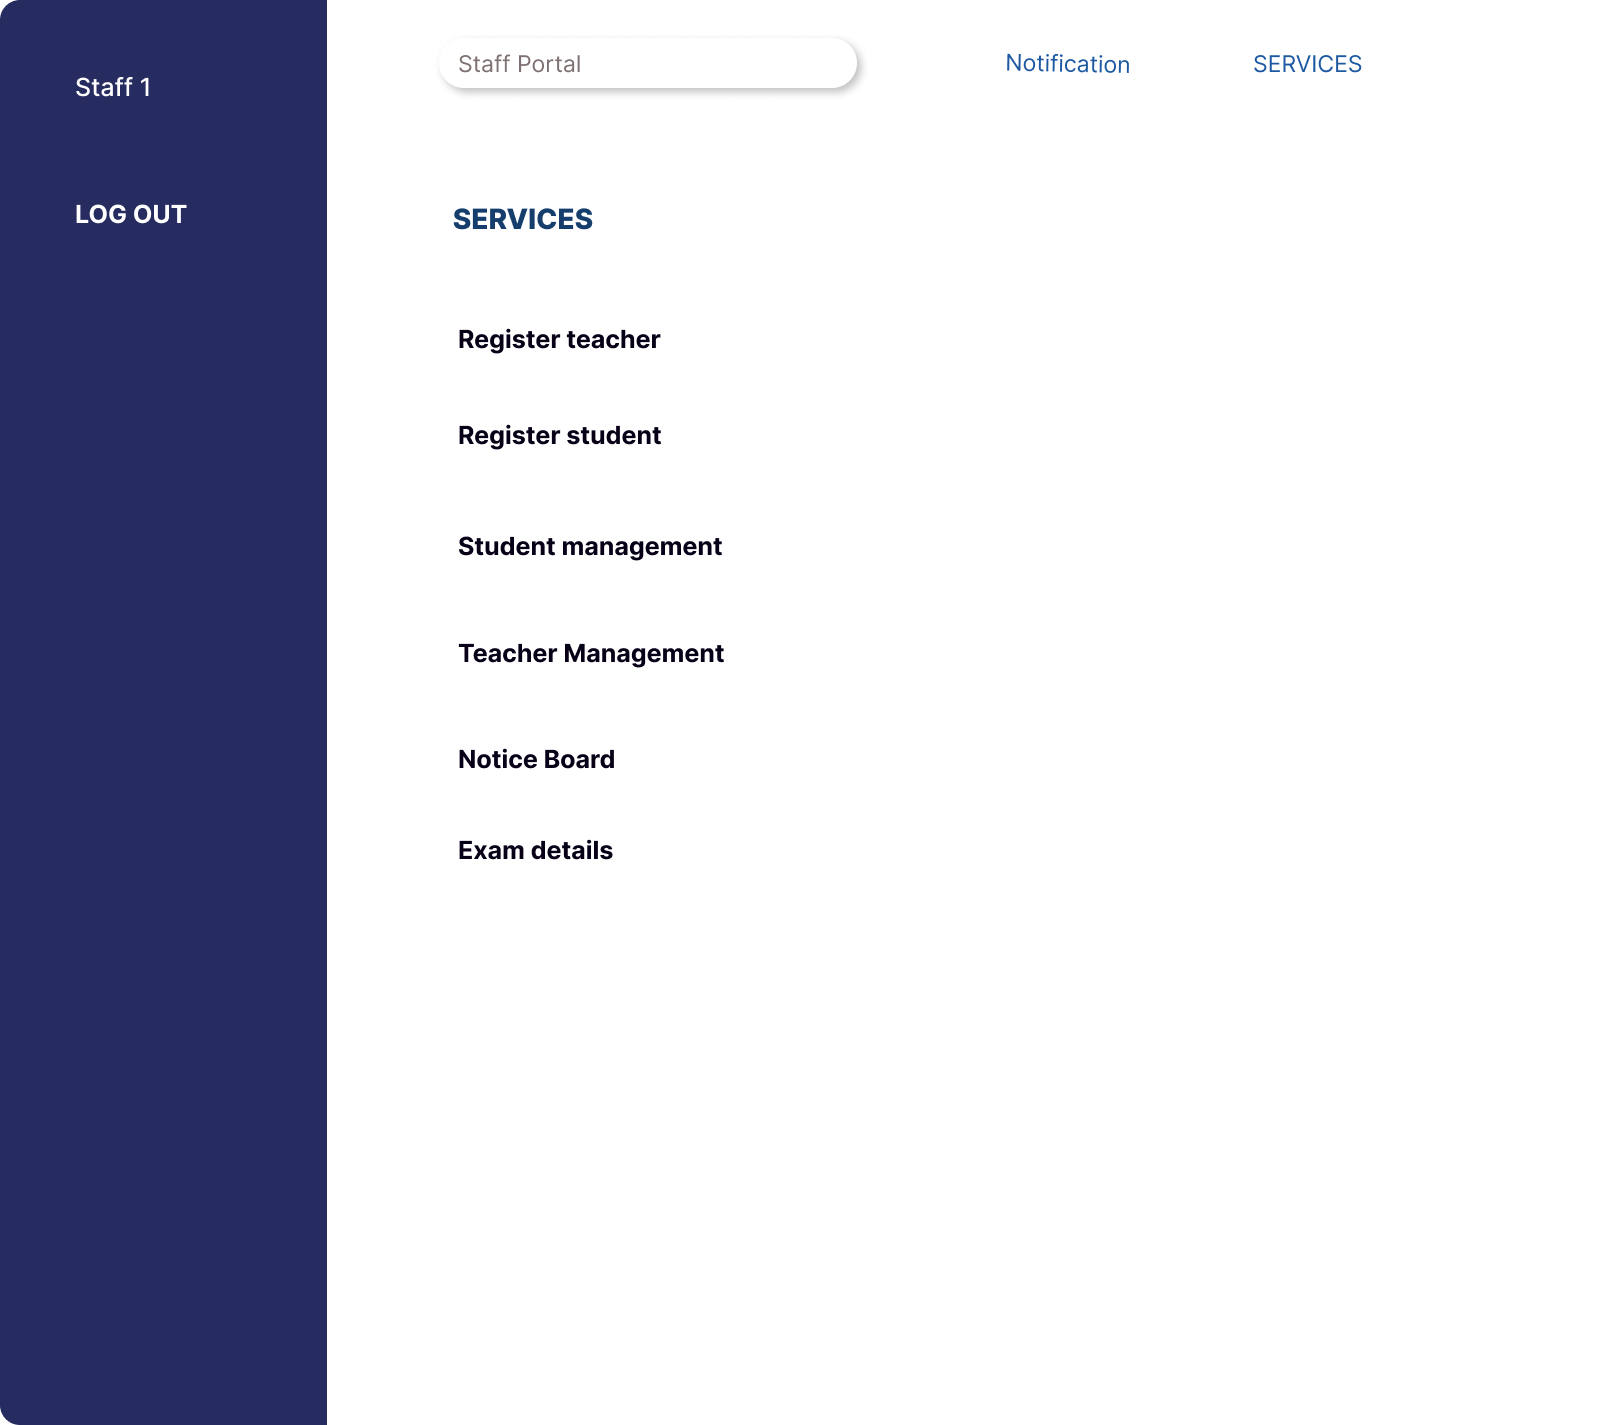 Staff 1
LOG OUT
Staff Portal
Notification
SERVICES
SERVICES
Register teacher
Register student
Student management
Teacher Management
Notice Board
Exam details